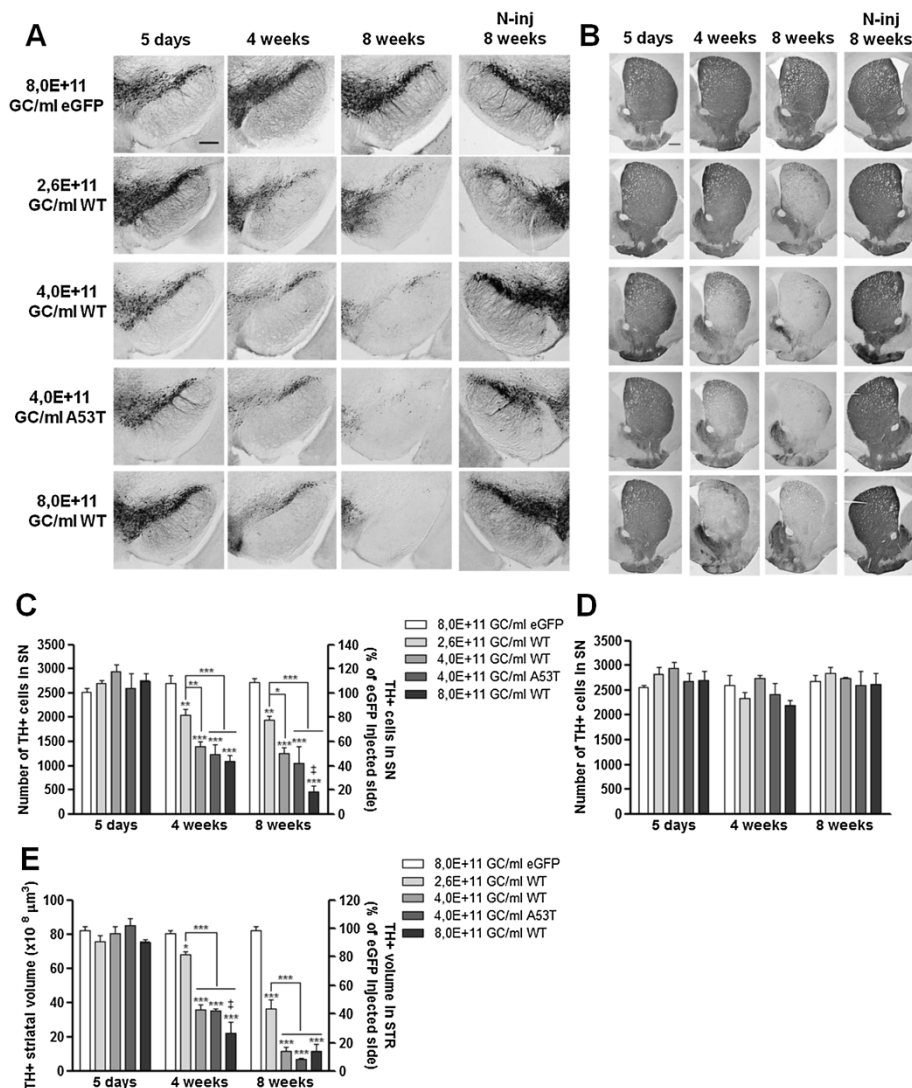 A
5 days
4 weeks
8 weeks
N-inj
8 weeks
8,0E+11
GC/ml eGFP
2,6E+11
GC/ml WT
4,0E+11
GC/ml WT
4,0E+11
GC/ml A53T
8,0E+11
GC/ml WT
B
5 days
4 weeks
8 weeks
N-inj
8 weeks
C
Number of TH+ cells in SN
3500
3000
2500
2000
1500
1000
500
0
140
120
100
80
60
40
20
0
TH+ cells in SN
(% of eGFP Injected side)
***
**
**
***
***
***
***
*
**
***
***
‡
***
5 days
4 weeks
8 weeks
8,0E+11 GC/ml eGFP
2,6E+11 GC/ml WT
4,0E+11 GC/ml WT
4,0E+11 GC/ml A53T
8,0E+11 GC/ml WT
D
Number of TH+ cells in SN
3500
3000
2500
2000
1500
1000
500
0
5 days
4 weeks
8 weeks
E
TH+ striatal volume (x10⁸ µm³)
100
80
60
40
20
0
120
100
80
60
40
20
0
TH+ volume in STR
(% of eGFP Injected side)
***
*
***
***
‡
***
***
***
***
***
***
5 days
4 weeks
8 weeks
8,0E+11 GC/ml eGFP
2,6E+11 GC/ml WT
4,0E+11 GC/ml WT
4,0E+11 GC/ml A53T
8,0E+11 GC/ml WT